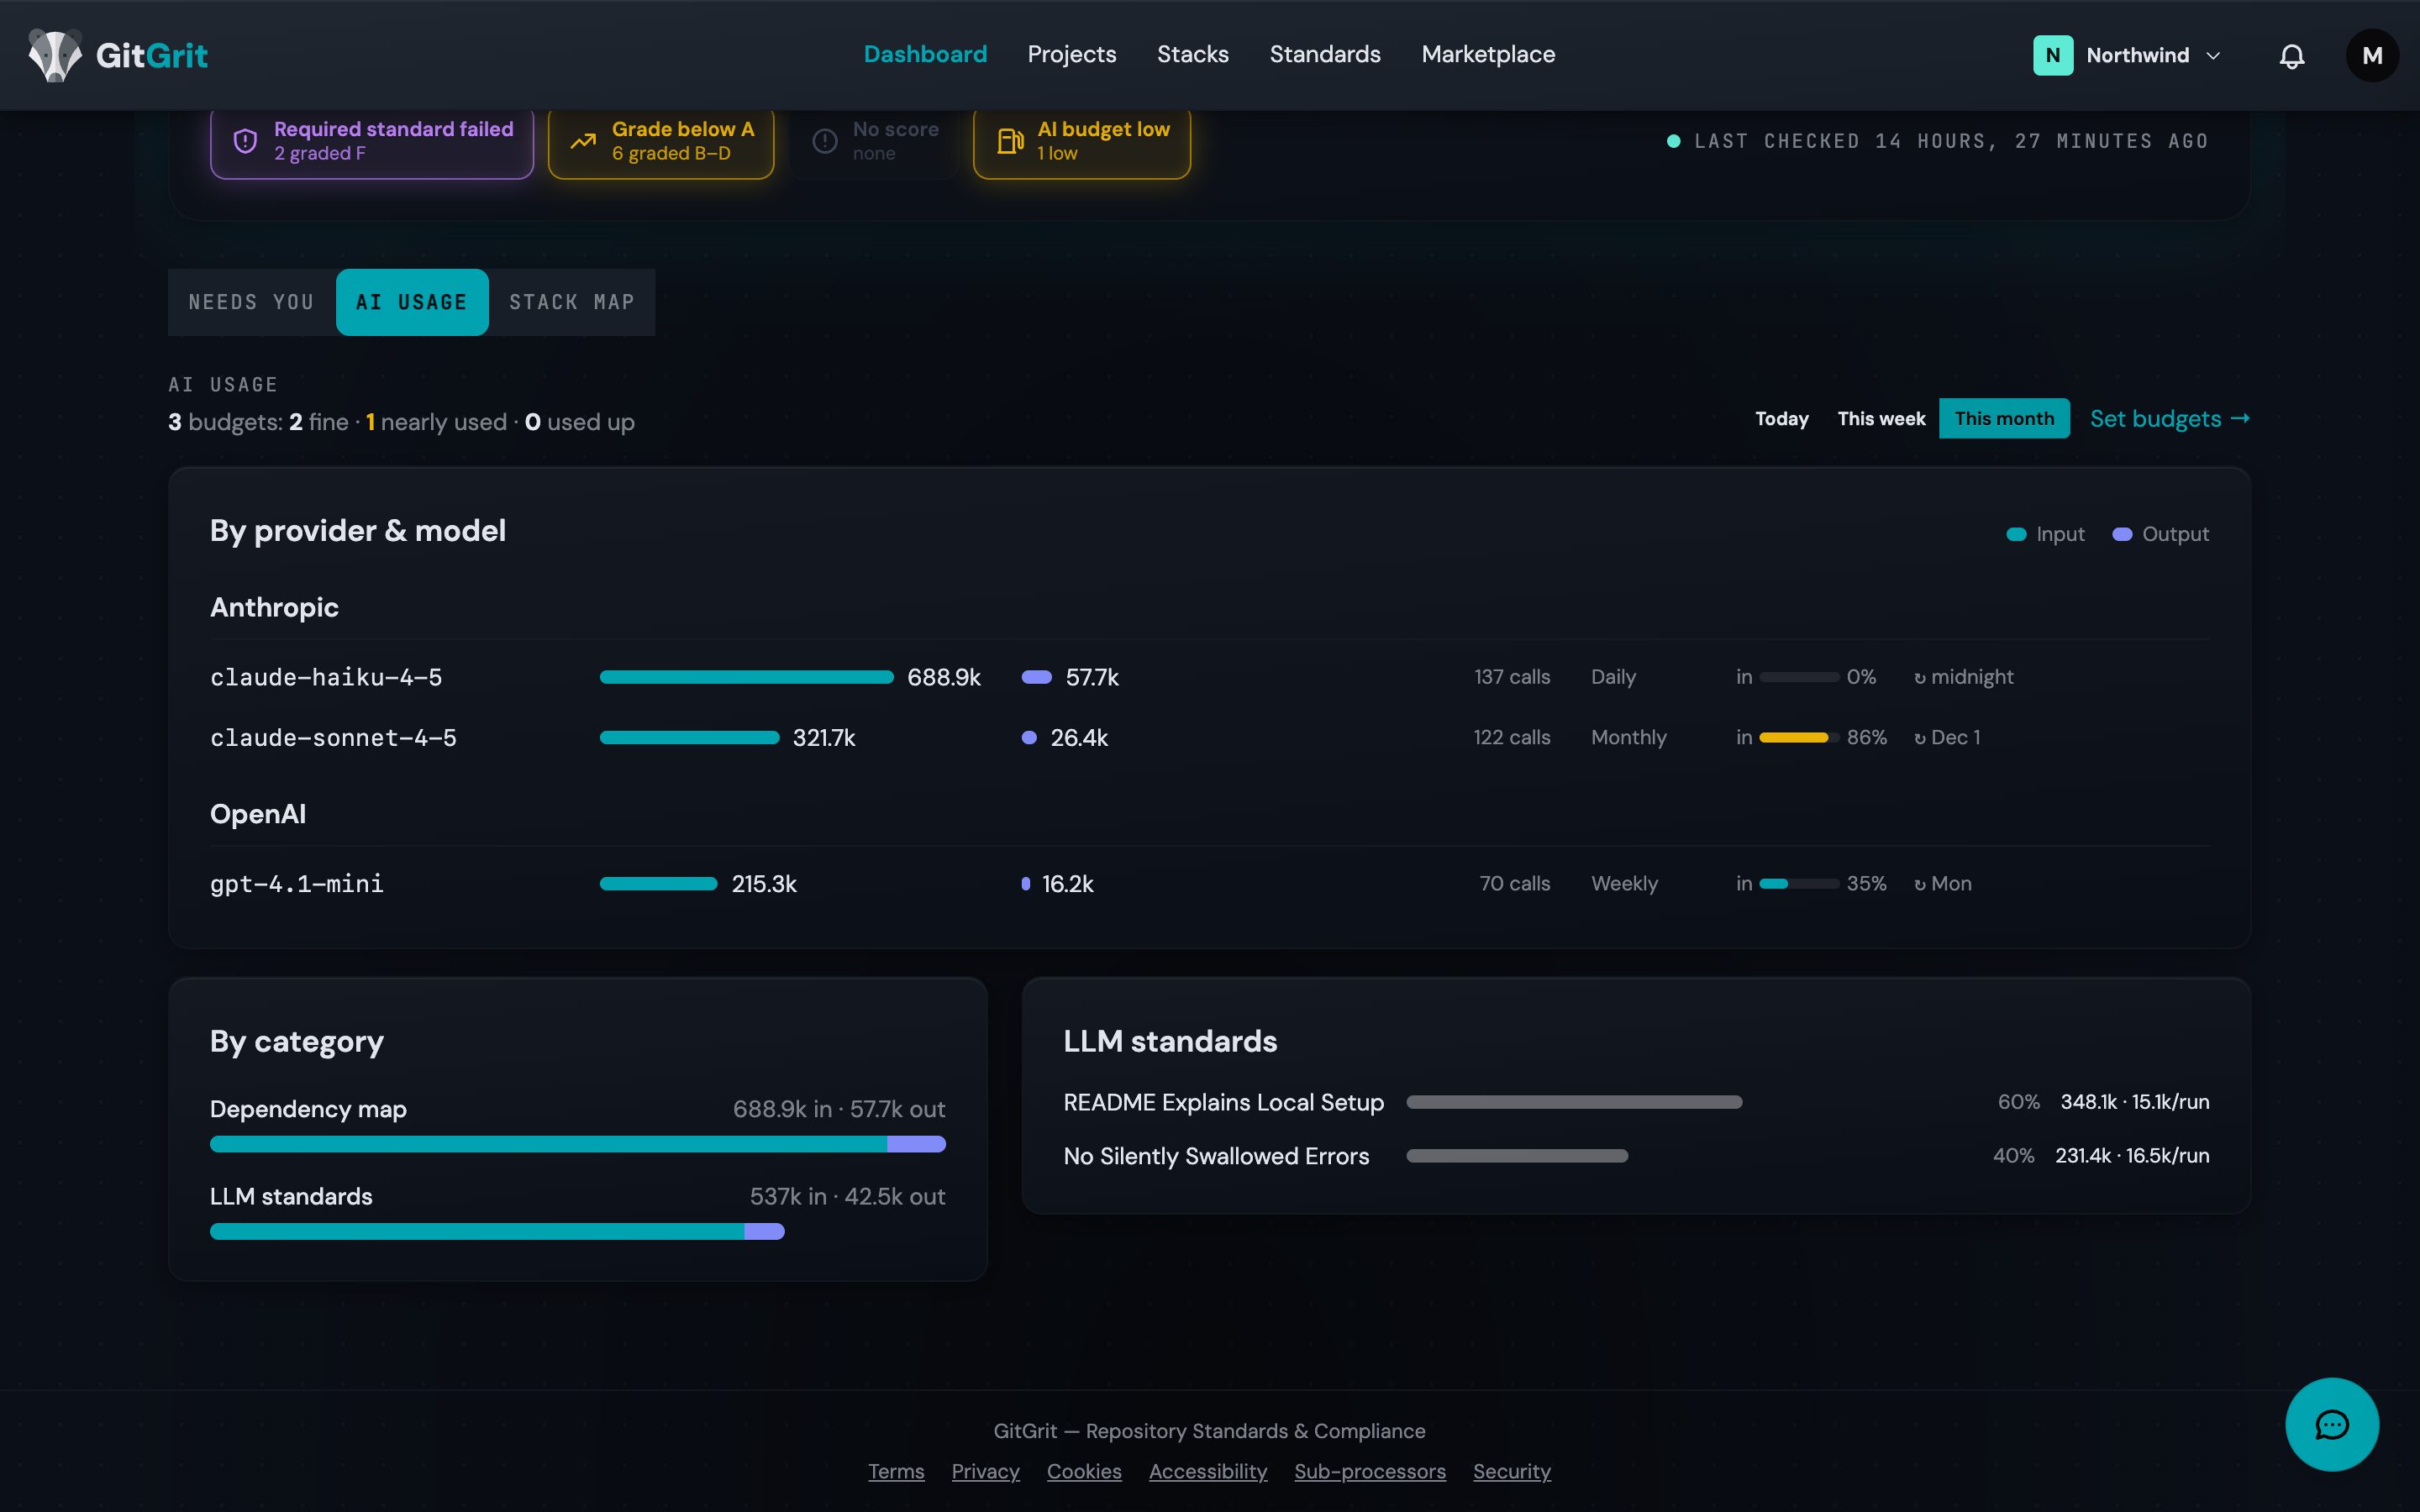 GitGrit
Dashboard Projects Stacks Standards Marketplace
N Northwind
M
Required standard failed
2 graded F
Grade below A
6 graded B–D
No score
none
AI budget low
1 low
LAST CHECKED 14 HOURS, 27 MINUTES AGO
NEEDS YOU AI USAGE STACK MAP
AI USAGE
3 budgets: 2 fine · 1 nearly used · 0 used up
Today This week This month Set budgets →
By provider & model
Input Output
Anthropic
claude-haiku-4-5 688.9k 57.7k 137 calls Daily in 0% ↻ midnight
claude-sonnet-4-5 321.7k 26.4k 122 calls Monthly in 86% ↻ Dec 1
OpenAI
gpt-4.1-mini 215.3k 16.2k 70 calls Weekly in 35% ↻ Mon
By category
Dependency map 688.9k in · 57.7k out
LLM standards 537k in · 42.5k out
LLM standards
README Explains Local Setup 60% 348.1k · 15.1k/run
No Silently Swallowed Errors 40% 231.4k · 16.5k/run
GitGrit — Repository Standards & Compliance
Terms Privacy Cookies Accessibility Sub-processors Security